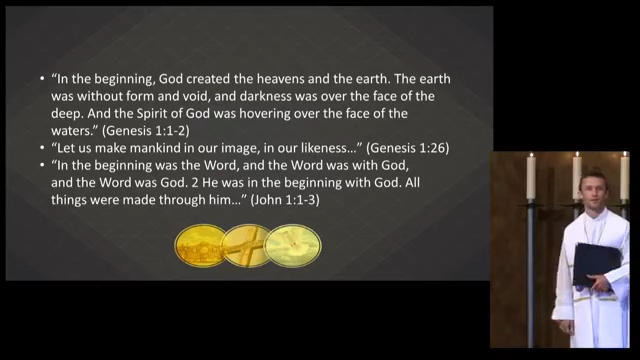 • “In the beginning, God created the heavens and the earth. The earth
was without form and void, and darkness was over the face of the
deep. And the Spirit of God was hovering over the face of the
waters.” (Genesis 1:1-2)
• “Let us make mankind in our image, in our likeness…” (Genesis 1:26)
• “In the beginning was the Word, and the Word was with God,
and the Word was God. 2 He was in the beginning with God. All
things were made through him…” (John 1:1-3)